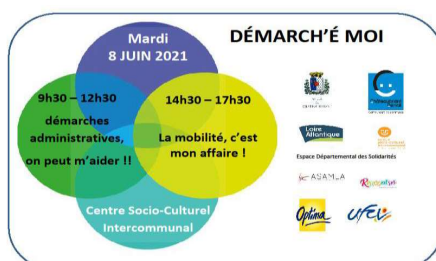 Mardi
8 JUIN 2021
DÉMARCH'É MOI
9h30 – 12h30
démarches
administratives,
on peut m'aider !!
14h30 – 17h30
La mobilité, c'est
mon affaire !
Centre Socio-Culturel
Intercommunal
Loire
Atlantique
Espace Départemental des Solidarités
ASAMLA
Optima
UFCV